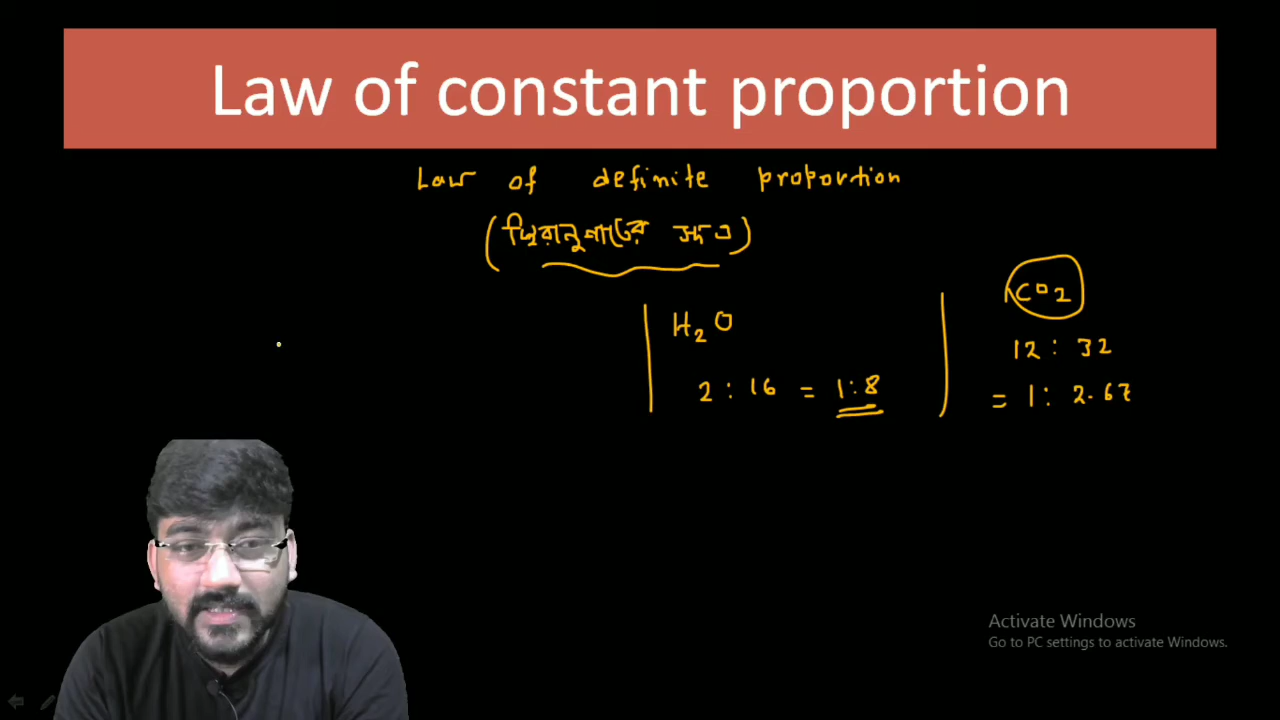 Law of constant proportion
Law of definite proportion
(স্থিরানুপাতের সূত্র)
H2O
2 : 16 = 1:8
CO2
12 : 32
= 1 : 2.67
Activate Windows
Go to PC settings to activate Windows.